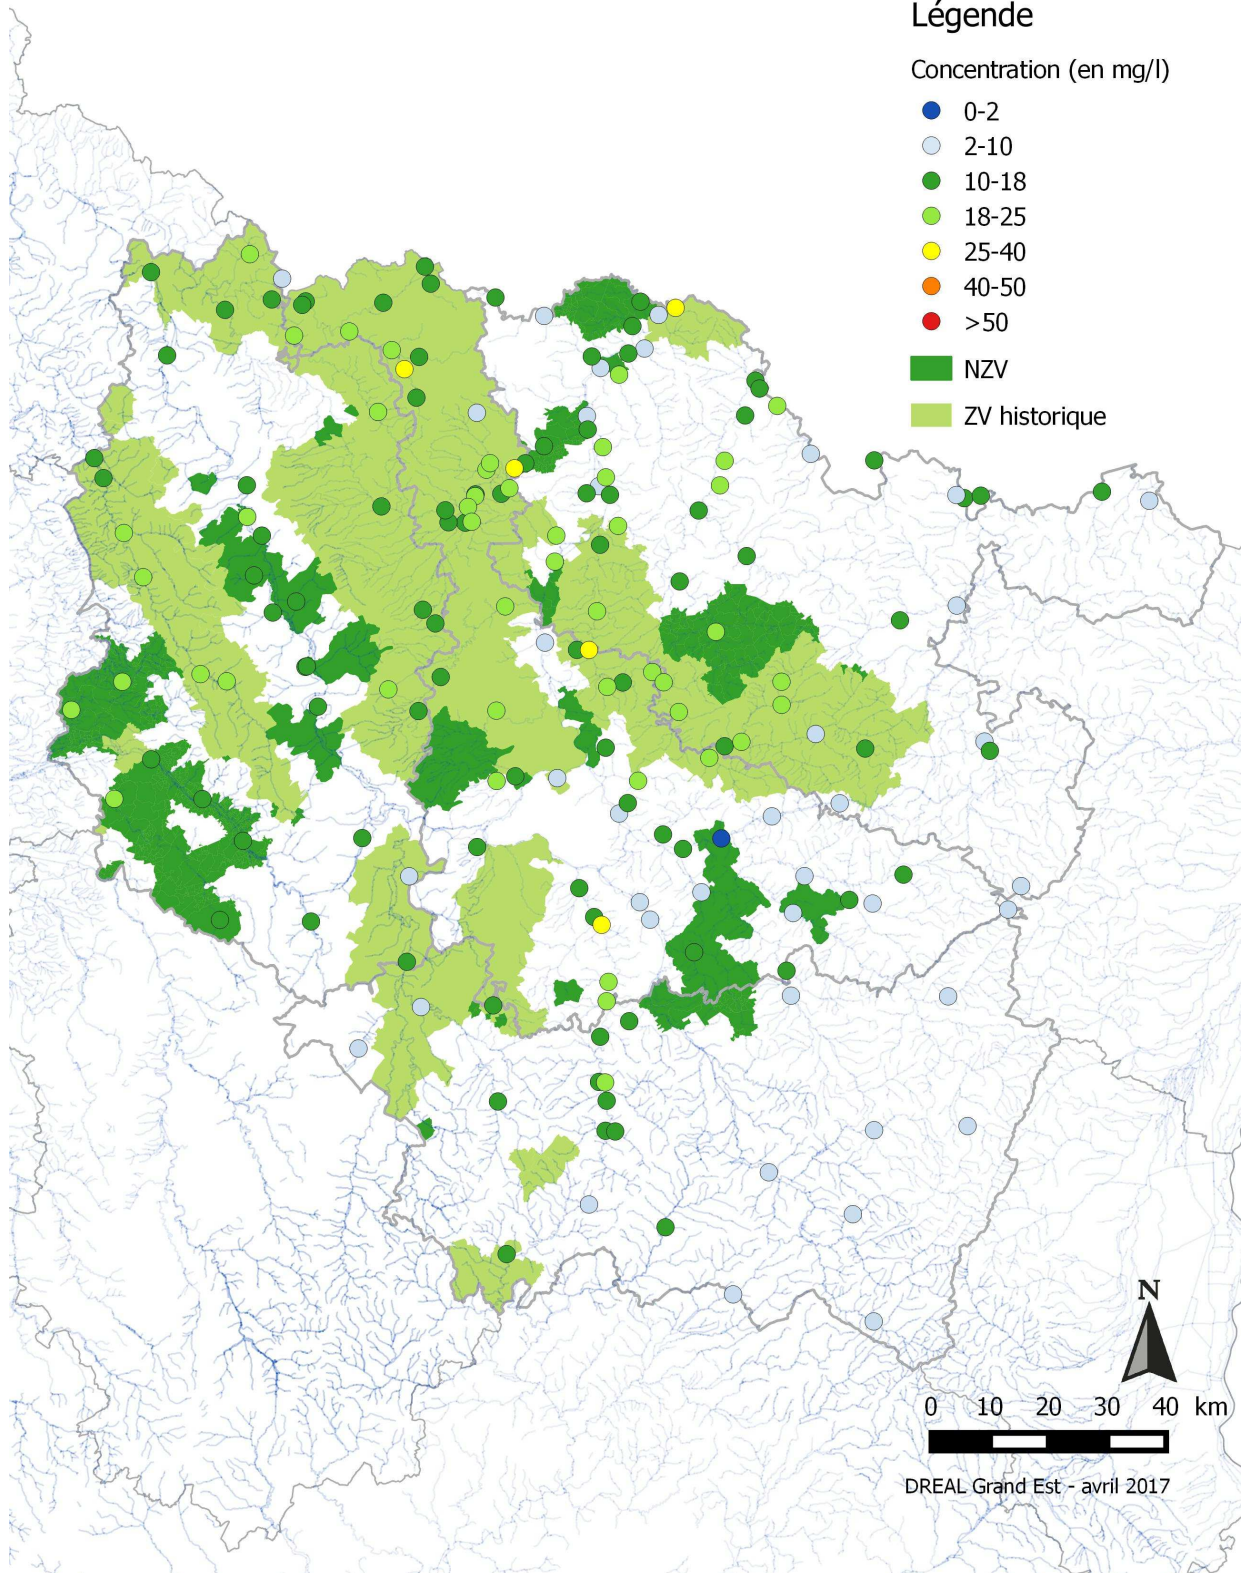 Légende
Concentration (en mg/l)
0-2
2-10
10-18
18-25
25-40
40-50
>50
NZV
ZV historique
N
0 10 20 30 40 km
DREAL Grand Est - avril 2017